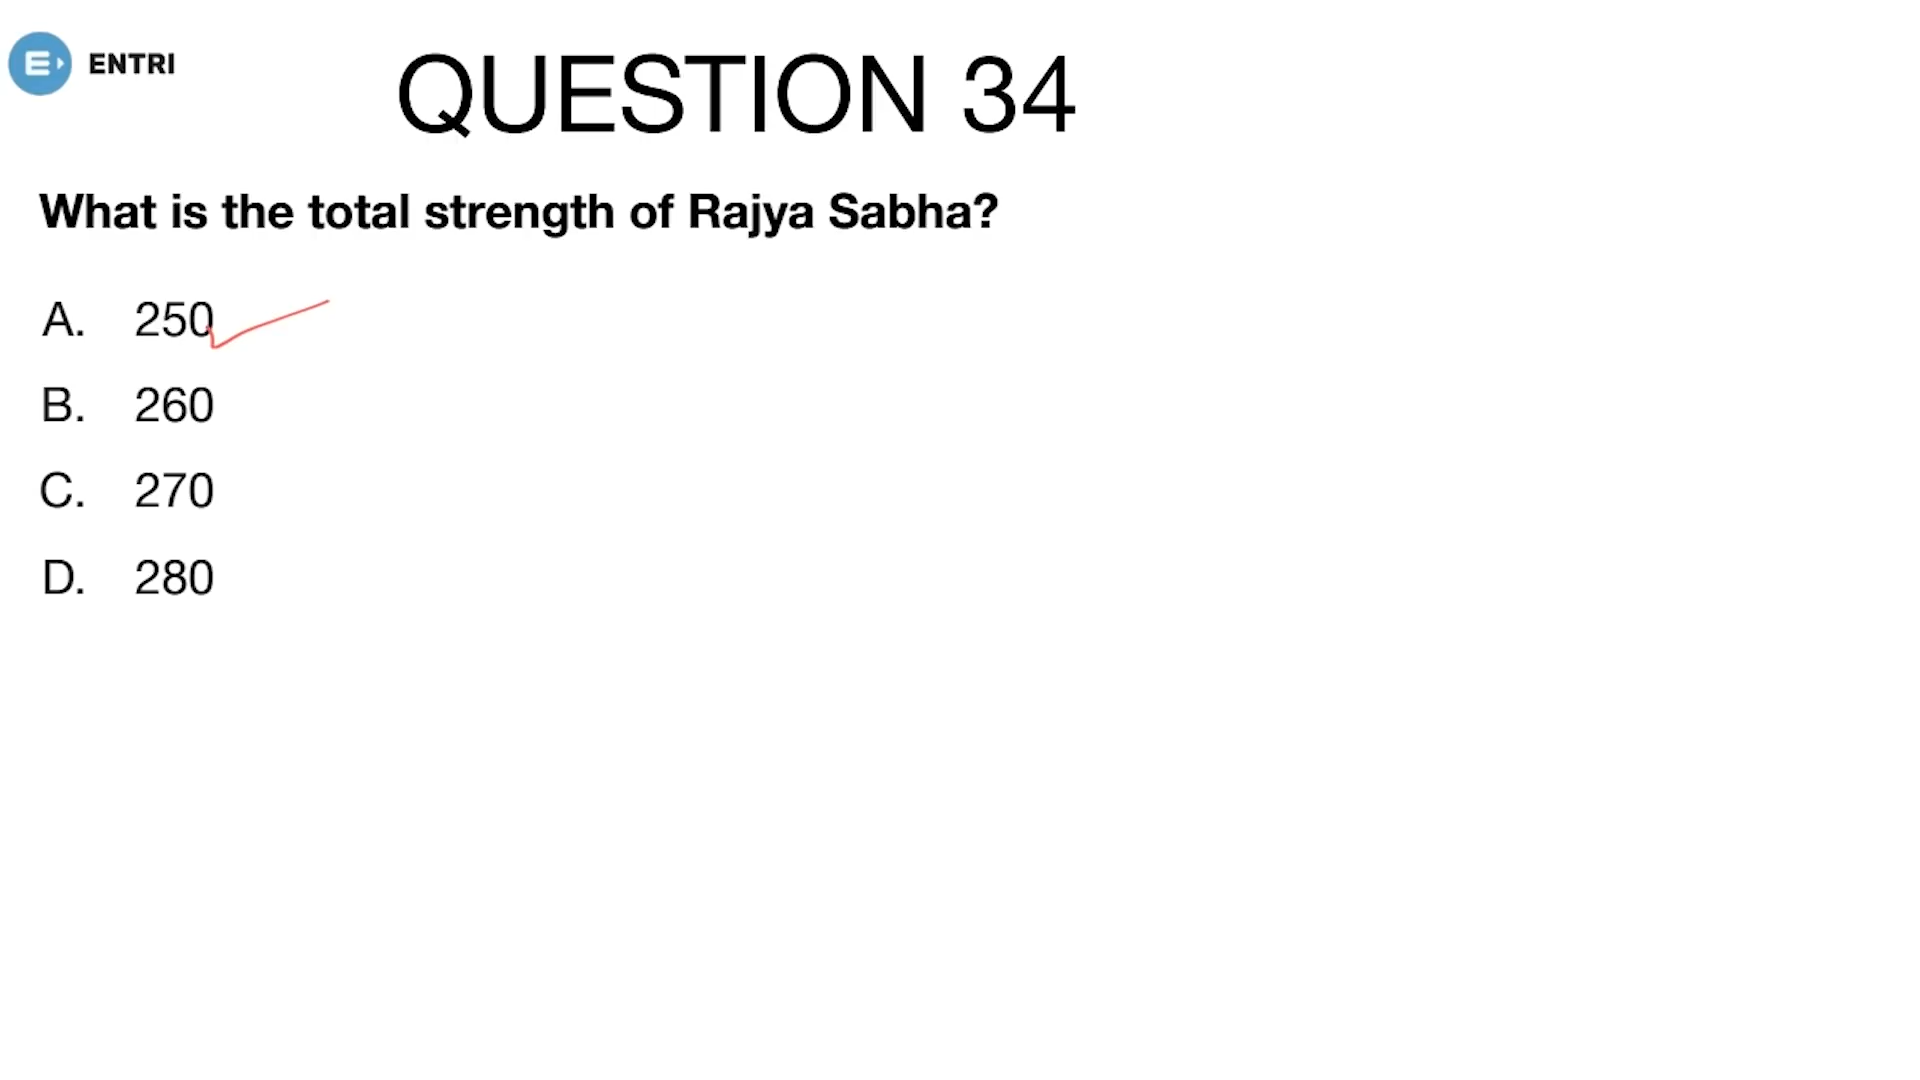 ENTRI
QUESTION 34
What is the total strength of Rajya Sabha?
A. 250
B. 260
C. 270
D. 280